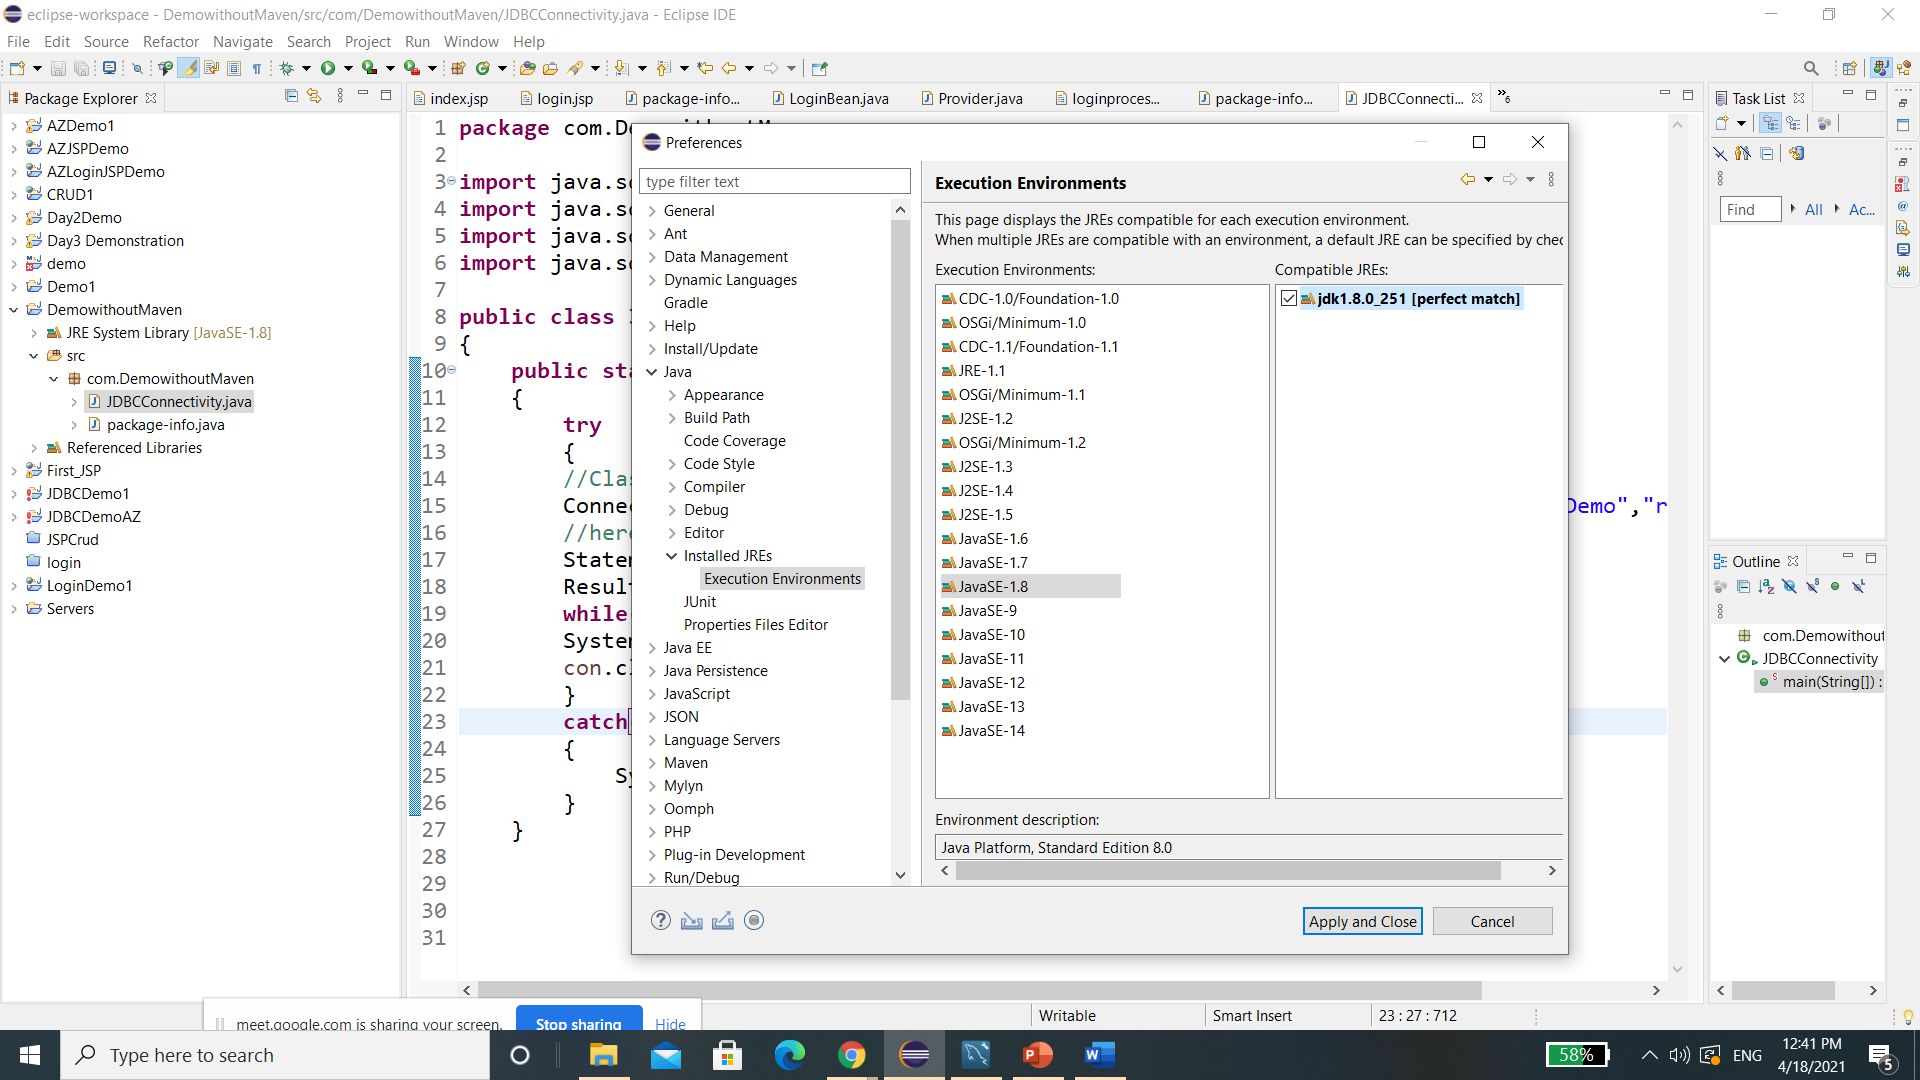 eclipse-workspace - DemowithoutMaven/src/com/DemowithoutMaven/JDBCConnectivity.java - Eclipse IDE
File Edit Source Refactor Navigate Search Project Run Window Help
Package Explorer
AZDemo1
AZJSPDemo
AZLoginJSPDemo
CRUD1
Day2Demo
Day3 Demonstration
demo
Demo1
DemowithoutMaven
JRE System Library [JavaSE-1.8]
src
com.DemowithoutMaven
JDBCConnectivity.java
package-info.java
Referenced Libraries
First_JSP
JDBCDemo1
JDBCDemoAZ
JSPCrud
login
LoginDemo1
Servers
index.jsp login.jsp package-info... LoginBean.java Provider.java loginproces... package-info... JDBCConnecti... »6
1 package com.De
2
3 import java.s
4 import java.s
5 import java.s
6 import java.s
7
8 public class
9 {
10 public sta
11 {
12 try
13 {
14 //Clas
15 Connec Demo","r
16 //here
17 Statem
18 Result
19 while
20 System
21 con.cl
22 }
23 catch
24 {
25 Sy
26 }
27 }
28
29
30
31
Preferences
type filter text
General
Ant
Data Management
Dynamic Languages
Gradle
Help
Install/Update
Java
Appearance
Build Path
Code Coverage
Code Style
Compiler
Debug
Editor
Installed JREs
Execution Environments
JUnit
Properties Files Editor
Java EE
Java Persistence
JavaScript
JSON
Language Servers
Maven
Mylyn
Oomph
PHP
Plug-in Development
Run/Debug
Execution Environments
This page displays the JREs compatible for each execution environment.
When multiple JREs are compatible with an environment, a default JRE can be specified by chec
Execution Environments:
CDC-1.0/Foundation-1.0
OSGi/Minimum-1.0
CDC-1.1/Foundation-1.1
JRE-1.1
OSGi/Minimum-1.1
J2SE-1.2
OSGi/Minimum-1.2
J2SE-1.3
J2SE-1.4
J2SE-1.5
JavaSE-1.6
JavaSE-1.7
JavaSE-1.8
JavaSE-9
JavaSE-10
JavaSE-11
JavaSE-12
JavaSE-13
JavaSE-14
Compatible JREs:
jdk1.8.0_251 [perfect match]
Environment description:
Java Platform, Standard Edition 8.0
Apply and Close Cancel
Task List
Find All Ac...
Outline
com.Demowithout
JDBCConnectivity
main(String[]) :
Writable Smart Insert 23 : 27 : 712
meet.google.com is sharing your screen. Stop sharing Hide
Type here to search
58% ENG 12:41 PM
4/18/2021
5